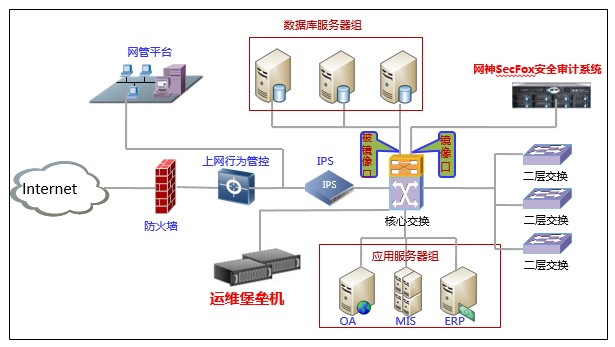 数据库服务器组
网管平台
网神SecFox安全审计系统
被镜像口
镜像口
上网行为管控
IPS
IPS
二层交换
Internet
防火墙
核心交换
二层交换
应用服务器组
二层交换
运维堡垒机
OA
MIS
ERP